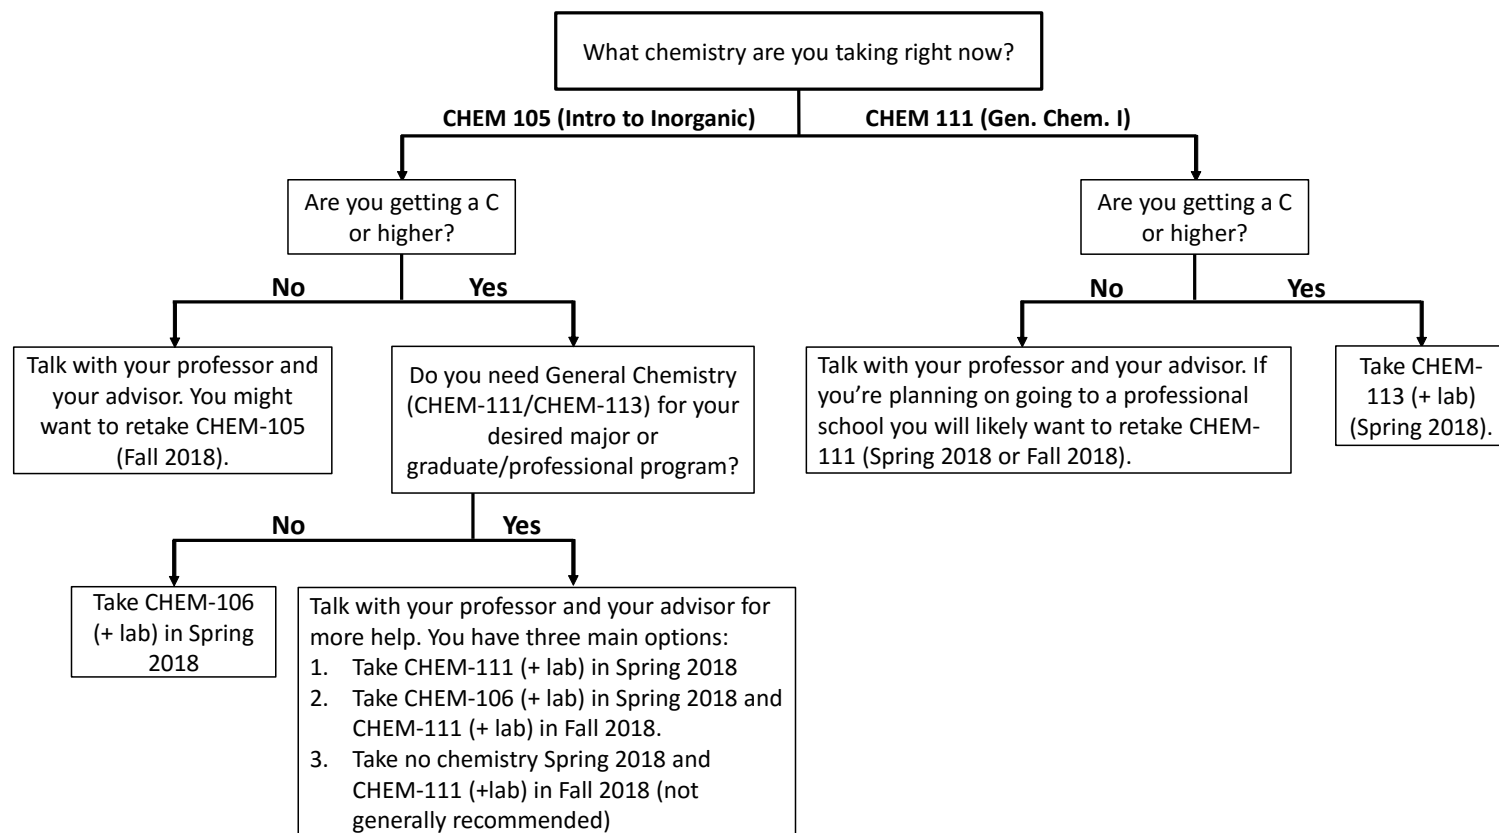 What chemistry are you taking right now?
CHEM 105 (Intro to Inorganic)
CHEM 111 (Gen. Chem. I)
Are you getting a C
or higher?
Are you getting a C
or higher?
No
Yes
No
Yes
Talk with your professor and
your advisor. You might
want to retake CHEM-105
(Fall 2018).
Do you need General Chemistry
(CHEM-111/CHEM-113) for your
desired major or
graduate/professional program?
Talk with your professor and your advisor. If
you’re planning on going to a professional
school you will likely want to retake CHEM-
111 (Spring 2018 or Fall 2018).
Take CHEM-
113 (+ lab)
(Spring 2018).
No
Yes
Take CHEM-106
(+ lab) in Spring
2018
Talk with your professor and your advisor for
more help. You have three main options:
1. Take CHEM-111 (+ lab) in Spring 2018
2. Take CHEM-106 (+ lab) in Spring 2018 and
CHEM-111 (+ lab) in Fall 2018.
3. Take no chemistry Spring 2018 and
CHEM-111 (+lab) in Fall 2018 (not
generally recommended)